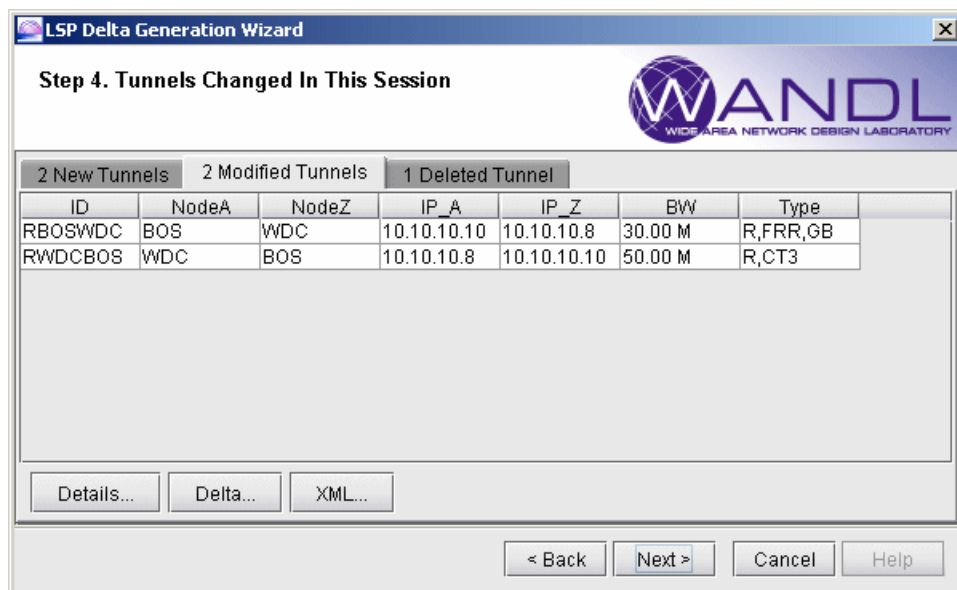 LSP Delta Generation Wizard
Step 4. Tunnels Changed In This Session
WANDL
WIDE AREA NETWORK DESIGN LABORATORY
2 New Tunnels 2 Modified Tunnels 1 Deleted Tunnel
ID NodeA NodeZ IP_A IP_Z BW Type
RBOSWDC BOS WDC 10.10.10.10 10.10.10.8 30.00 M R,FRR,GB
RWDCBOS WDC BOS 10.10.10.8 10.10.10.10 50.00 M R,CT3
Details... Delta... XML...
< Back Next > Cancel Help